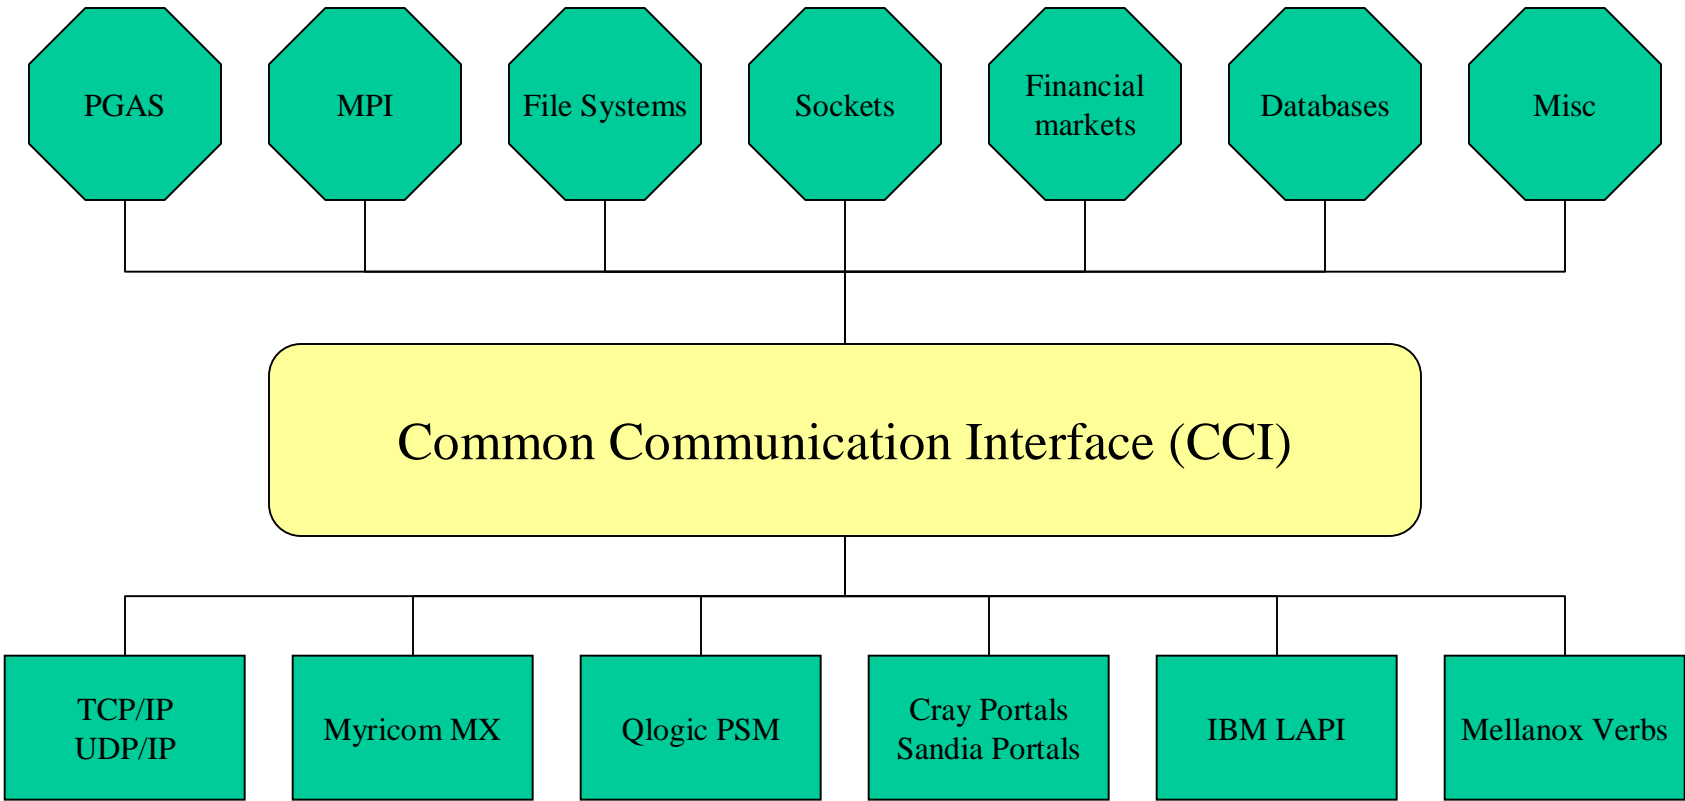 PGAS
MPI
File Systems
Sockets
Financial
markets
Databases
Misc
Common Communication Interface (CCI)
TCP/IP
UDP/IP
Myricom MX
Qlogic PSM
Cray Portals
Sandia Portals
IBM LAPI
Mellanox Verbs